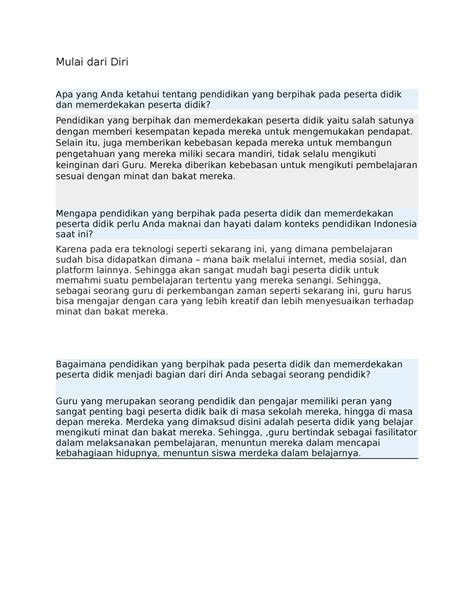 Mulai dari Diri
Apa yang Anda ketahui tentang pendidikan yang berpihak pada peserta didik
dan memerdekakan peserta didik?
Pendidikan yang berpihak dan memerdekakan peserta didik yaitu salah satunya
dengan memberi kesempatan kepada mereka untuk mengemukakan pendapat.
Selain itu, juga memberikan kebebasan kepada mereka untuk membangun
pengetahuan yang mereka miliki secara mandiri, tidak selalu mengikuti
keinginan dari Guru. Mereka diberikan kebebasan untuk mengikuti pembelajaran
sesuai dengan minat dan bakat mereka.
Mengapa pendidikan yang berpihak pada peserta didik dan memerdekakan
peserta didik perlu Anda maknai dan hayati dalam konteks pendidikan Indonesia
saat ini?
Karena pada era teknologi seperti sekarang ini, yang dimana pembelajaran
sudah bisa didapatkan dimana – mana baik melalui internet, media sosial, dan
platform lainnya. Sehingga akan sangat mudah bagi peserta didik untuk
memahmi suatu pembelajaran tertentu yang mereka senangi. Sehingga,
sebagai seorang guru di perkembangan zaman seperti sekarang ini, guru harus
bisa mengajar dengan cara yang lebih kreatif dan lebih menyesuaikan terhadap
minat dan bakat mereka.
Bagaimana pendidikan yang berpihak pada peserta didik dan memerdekakan
peserta didik menjadi bagian dari diri Anda sebagai seorang pendidik?
Guru yang merupakan seorang pendidik dan pengajar memiliki peran yang
sangat penting bagi peserta didik baik di masa sekolah mereka, hingga di masa
depan mereka. Merdeka yang dimaksud disini adalah peserta didik yang belajar
mengikuti minat dan bakat mereka. Sehingga, ,guru bertindak sebagai fasilitator
dalam melaksanakan pembelajaran, menuntun mereka dalam mencapai
kebahagiaan hidupnya, menuntun siswa merdeka dalam belajarnya.